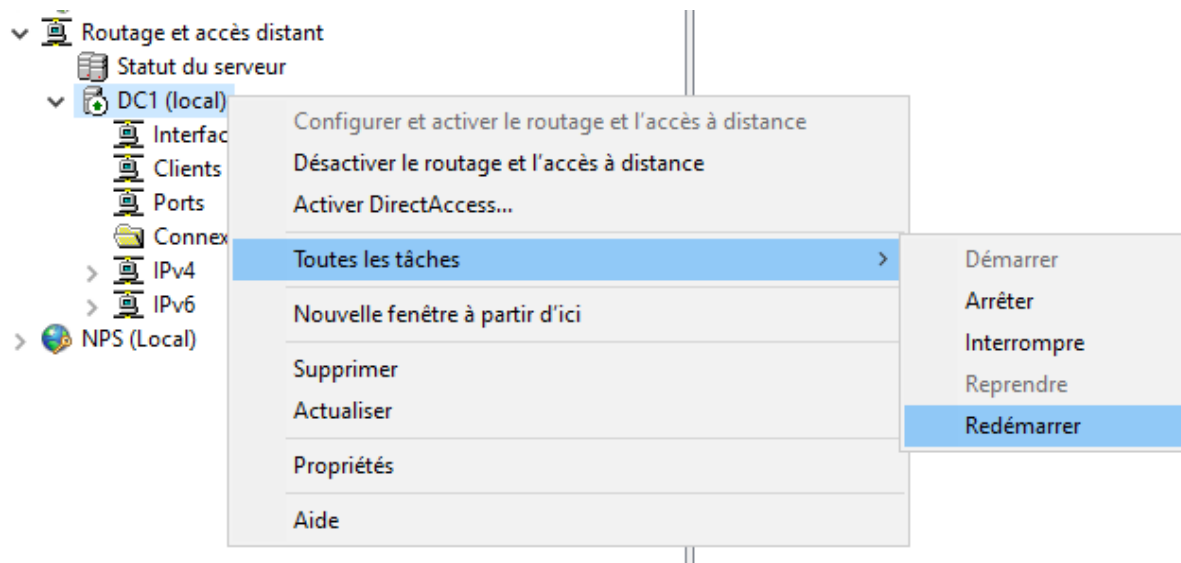 Routage et accès distant
Statut du serveur
DC1 (local)
Interfac
Clients
Ports
Connex
IPv4
IPv6
NPS (Local)
Configurer et activer le routage et l'accès à distance
Désactiver le routage et l'accès à distance
Activer DirectAccess...
Toutes les tâches
Nouvelle fenêtre à partir d'ici
Supprimer
Actualiser
Propriétés
Aide
Démarrer
Arrêter
Interrompre
Reprendre
Redémarrer